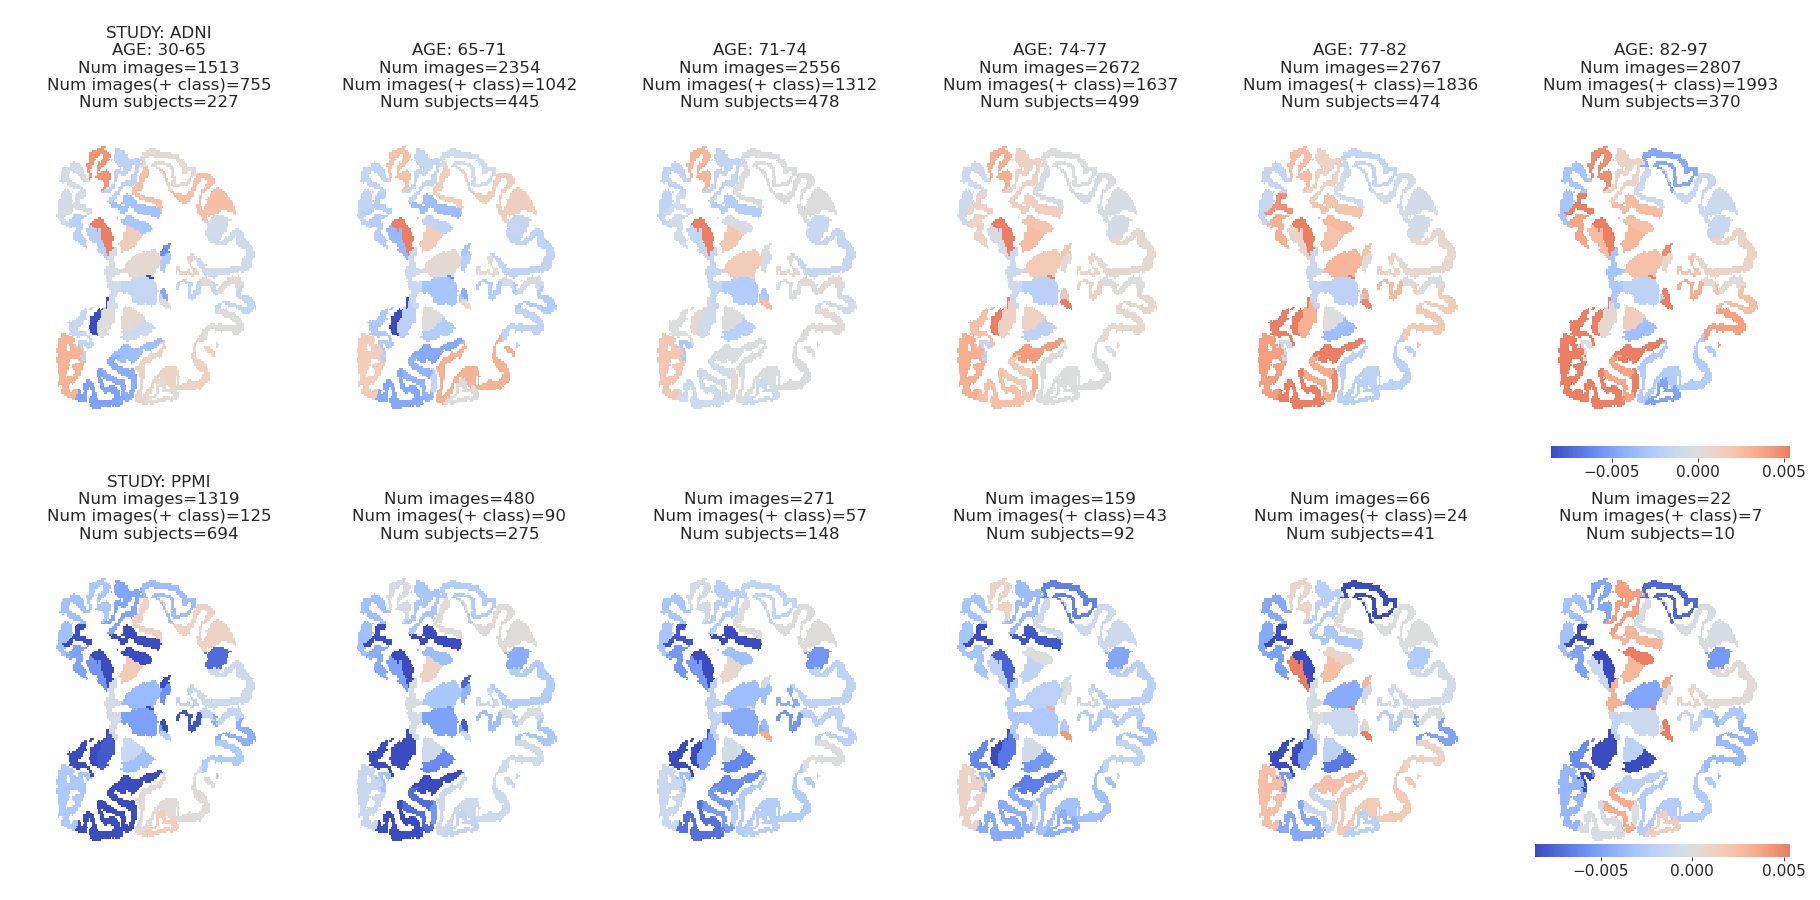 STUDY: ADNI
AGE: 30-65
Num images=1513
Num images(+ class)=755
Num subjects=227
AGE: 65-71
Num images=2354
Num images(+ class)=1042
Num subjects=445
AGE: 71-74
Num images=2556
Num images(+ class)=1312
Num subjects=478
AGE: 74-77
Num images=2672
Num images(+ class)=1637
Num subjects=499
AGE: 77-82
Num images=2767
Num images(+ class)=1836
Num subjects=474
AGE: 82-97
Num images=2807
Num images(+ class)=1993
Num subjects=370
−0.005 0.000 0.005
STUDY: PPMI
Num images=1319
Num images(+ class)=125
Num subjects=694
Num images=480
Num images(+ class)=90
Num subjects=275
Num images=271
Num images(+ class)=57
Num subjects=148
Num images=159
Num images(+ class)=43
Num subjects=92
Num images=66
Num images(+ class)=24
Num subjects=41
Num images=22
Num images(+ class)=7
Num subjects=10
−0.005 0.000 0.005